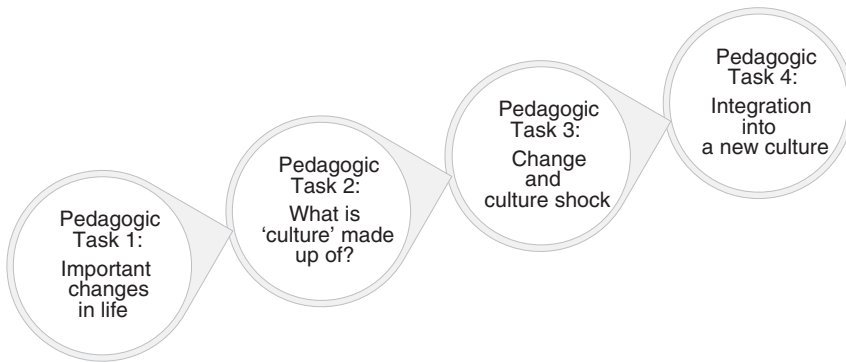 Pedagogic
Task 1:
Important
changes
in life
Pedagogic
Task 2:
What is
‘culture’ made
up of?
Pedagogic
Task 3:
Change
and
culture shock
Pedagogic
Task 4:
Integration
into
a new culture